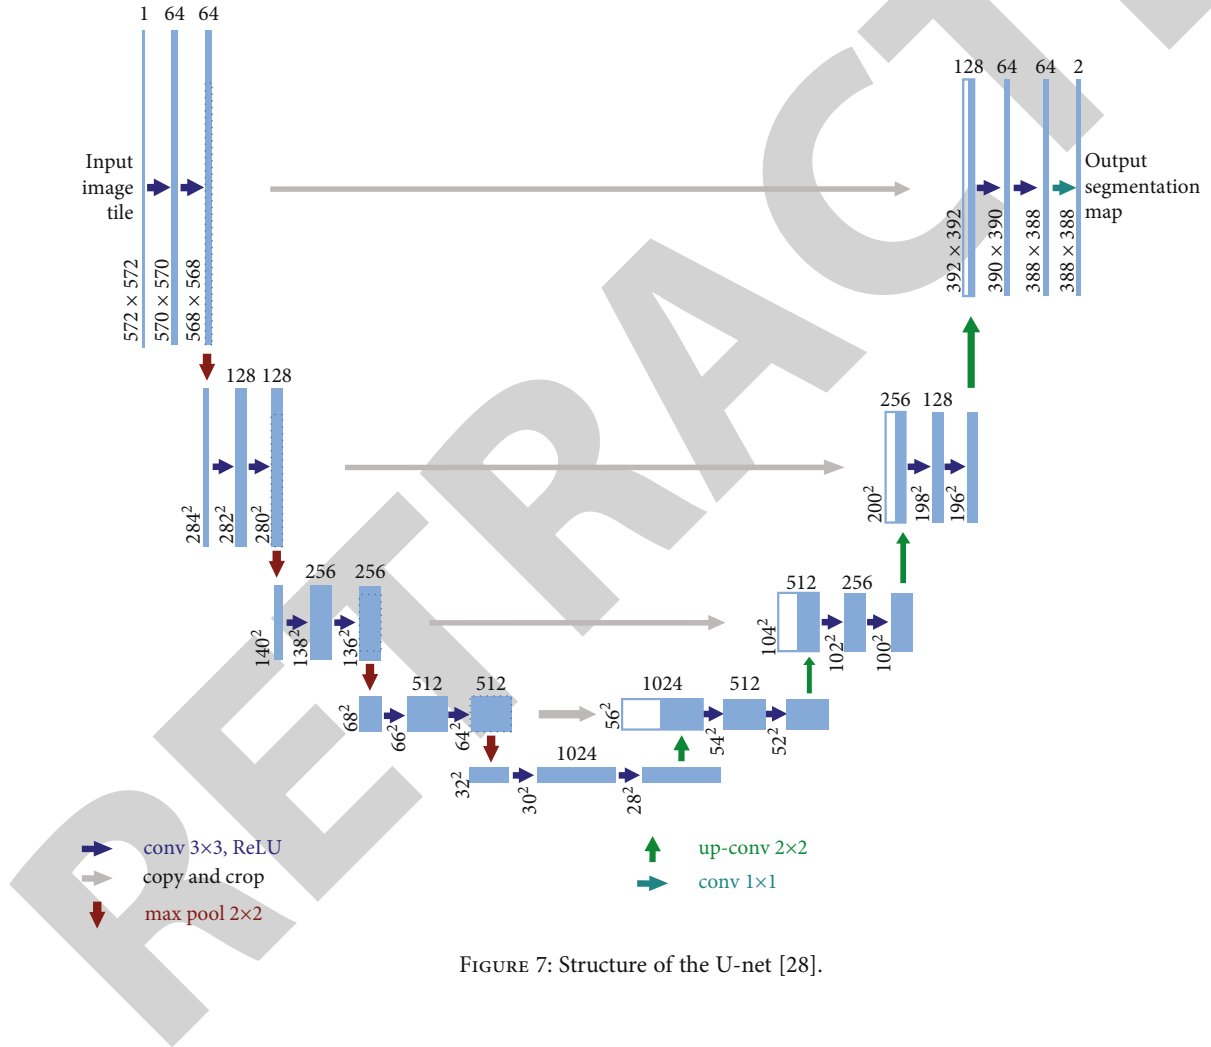 1 64 64
128 64 64 2
Input
image
tile
Output
segmentation
map
572 × 572
570 × 570
568 × 568
392 × 392
390 × 390
388 × 388
388 × 388
128 128
256 128
284²
282²
280²
200²
198²
196²
256 256
512 256
140²
138²
136²
104²
102²
100²
512 512
1024 512
68²
66²
64²
56²
54²
52²
1024
32²
30²
28²
conv 3×3, ReLU
copy and crop
max pool 2×2
up-conv 2×2
conv 1×1
FIGURE 7: Structure of the U-net [28].
RETRACTE